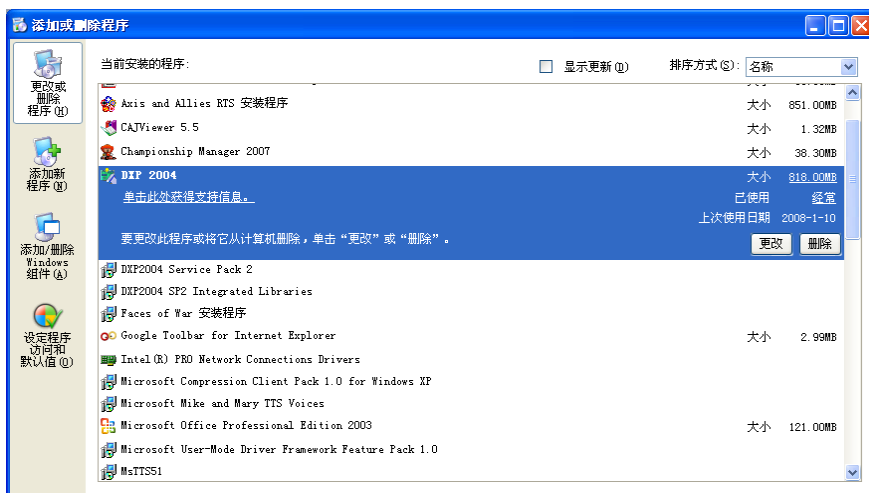 添加或删除程序
更改或
删除
程序(H)
添加新
程序(N)
添加/删除
Windows
组件(A)
设定程序
访问和
默认值(O)
当前安装的程序:
显示更新(D)
排序方式(S):
名称
Axis and Allies RTS 安装程序
大小
851.00MB
CAJViewer 5.5
大小
1.32MB
Championship Manager 2007
大小
38.30MB
DXP 2004
大小
818.00MB
单击此处获得支持信息。
已使用
经常
上次使用日期
2008-1-10
要更改此程序或将它从计算机删除，单击“更改”或“删除”。
更改
删除
DXP2004 Service Pack 2
DXP2004 SP2 Integrated Libraries
Faces of War 安装程序
Google Toolbar for Internet Explorer
大小
2.99MB
Intel(R) PRO Network Connections Drivers
Microsoft Compression Client Pack 1.0 for Windows XP
Microsoft Mike and Mary TTS Voices
Microsoft Office Professional Edition 2003
大小
121.00MB
Microsoft User-Mode Driver Framework Feature Pack 1.0
MsTTS51